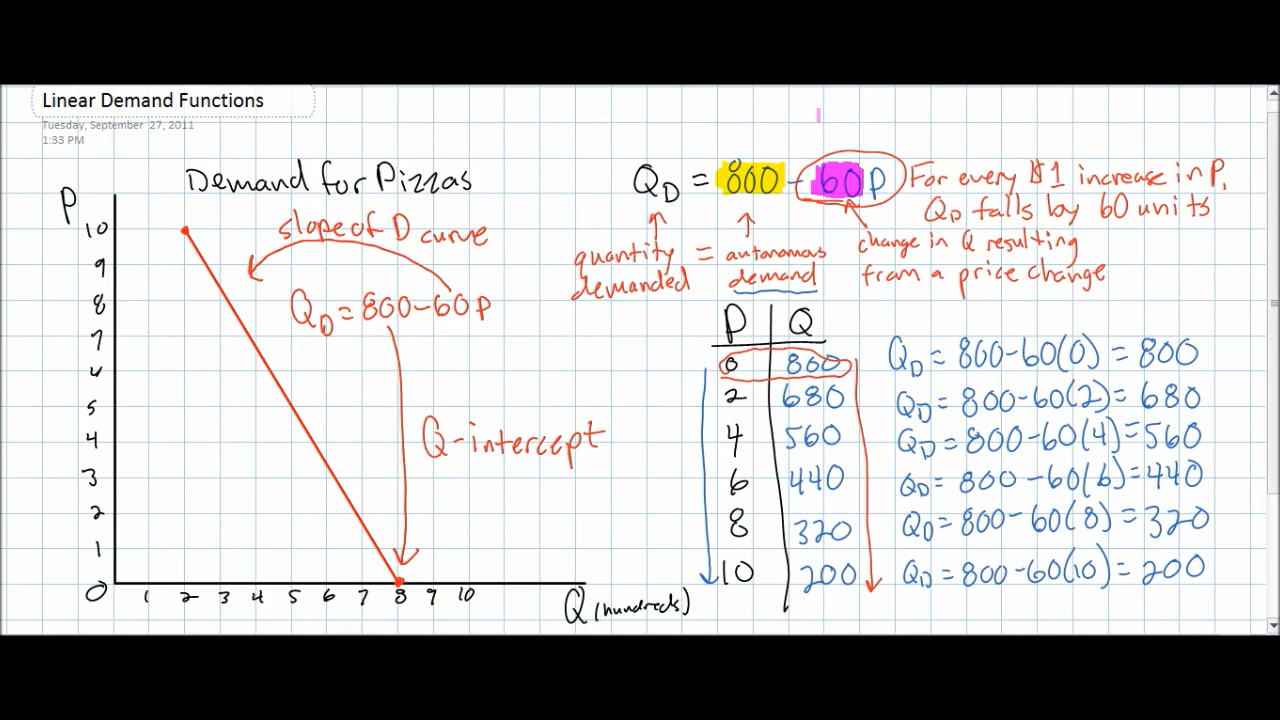 Linear Demand Functions
Tuesday, September 27, 2011
1:33 PM
Demand for Pizzas
P
10
9
8
7
6
5
4
3
2
1
0
1 2 3 4 5 6 7 8 9 10
Q (hundreds)
slope of D curve
QD = 800-60P
Q-intercept
QD = 800 - 60P
For every $1 increase in P,
QD falls by 60 units
quantity demanded = autonomous demand
change in Q resulting
from a price change
P Q
0 800
2 680
4 560
6 440
8 320
10 200
QD = 800-60(0) = 800
QD = 800-60(2) = 680
QD = 800-60(4) = 560
QD = 800-60(6) = 440
QD = 800-60(8) = 320
QD = 800-60(10) = 200